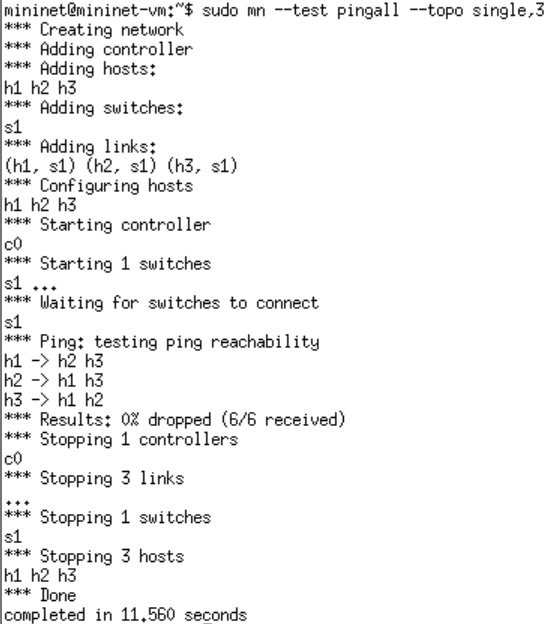 mininet@mininet-vm:~$ sudo mn --test pingall --topo single,3
*** Creating network
*** Adding controller
*** Adding hosts:
h1 h2 h3
*** Adding switches:
s1
*** Adding links:
(h1, s1) (h2, s1) (h3, s1)
*** Configuring hosts
h1 h2 h3
*** Starting controller
c0
*** Starting 1 switches
s1 ...
*** Waiting for switches to connect
s1
*** Ping: testing ping reachability
h1 -> h2 h3
h2 -> h1 h3
h3 -> h1 h2
*** Results: 0% dropped (6/6 received)
*** Stopping 1 controllers
c0
*** Stopping 3 links
...
*** Stopping 1 switches
s1
*** Stopping 3 hosts
h1 h2 h3
*** Done
completed in 11.560 seconds